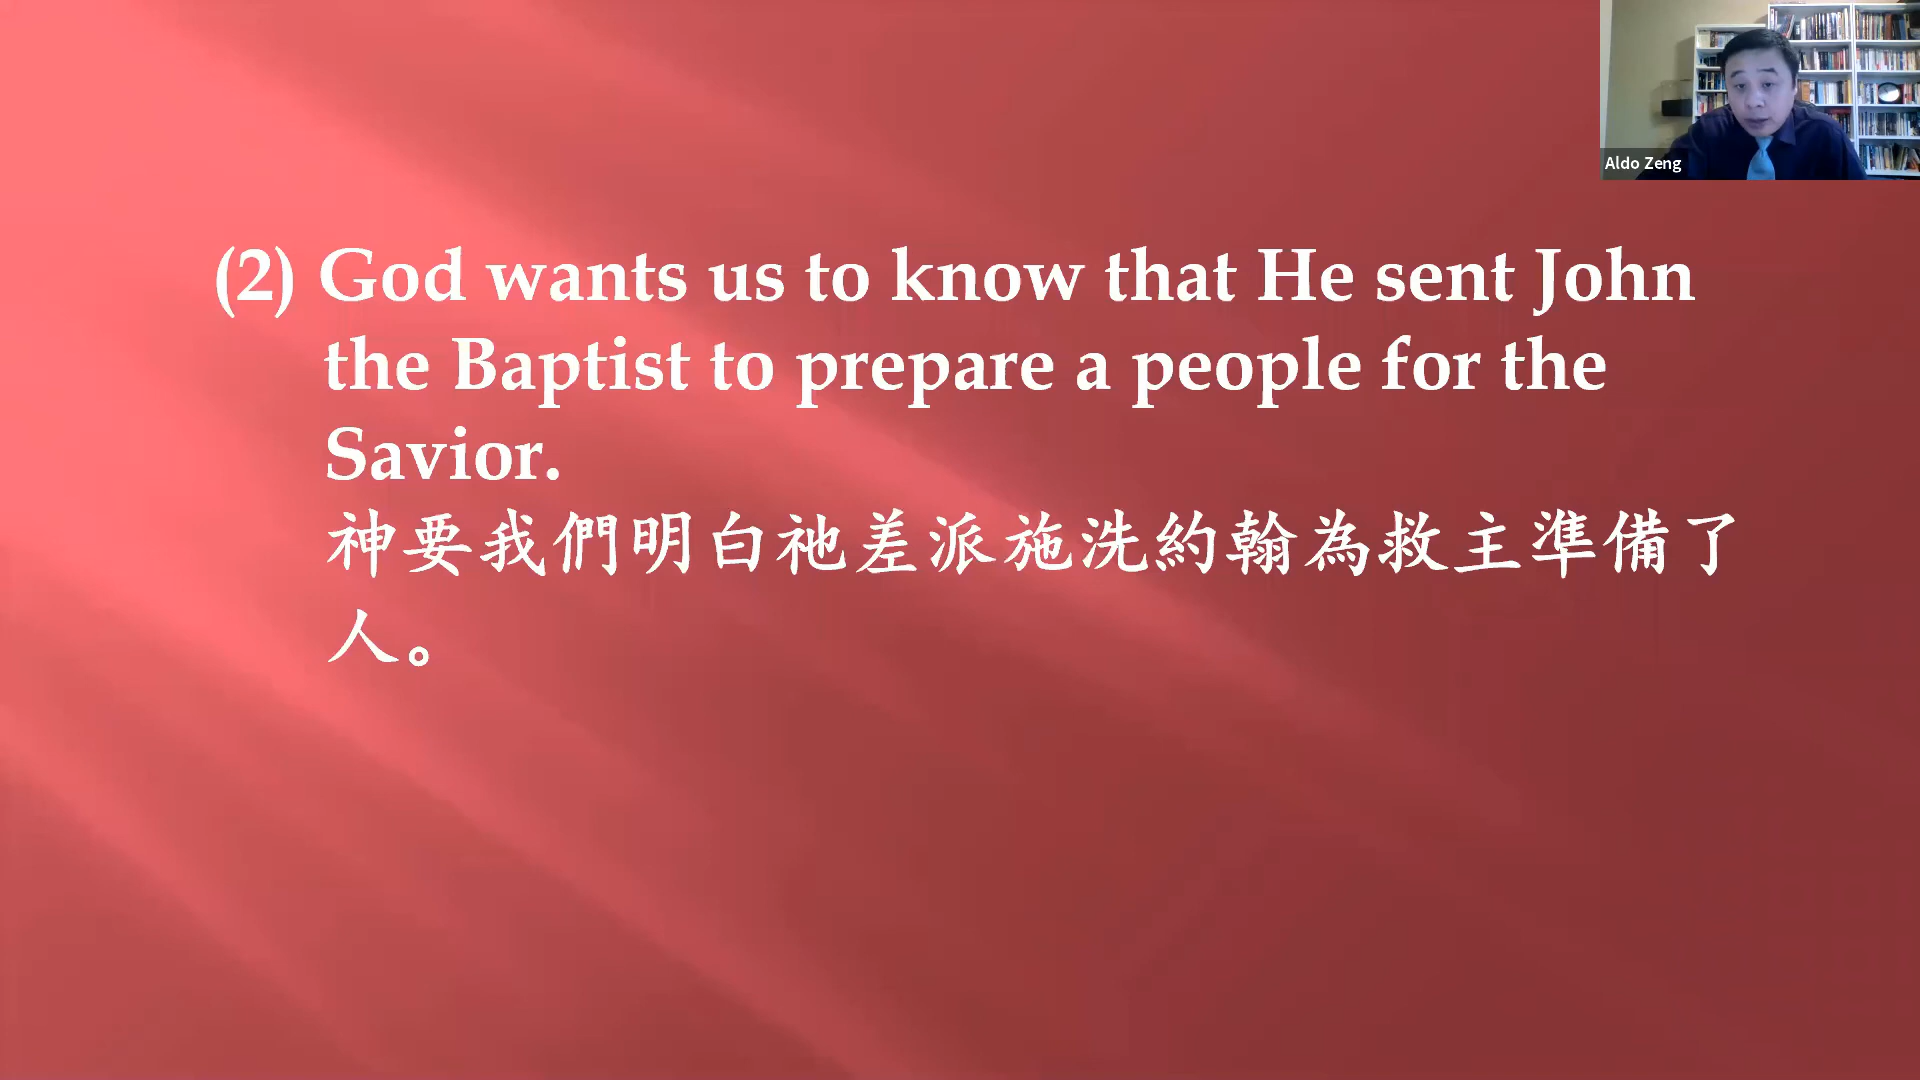 Aldo Zeng
(2) God wants us to know that He sent John
the Baptist to prepare a people for the
Savior.
神要我們明白祂差派施洗約翰為救主準備了
人。